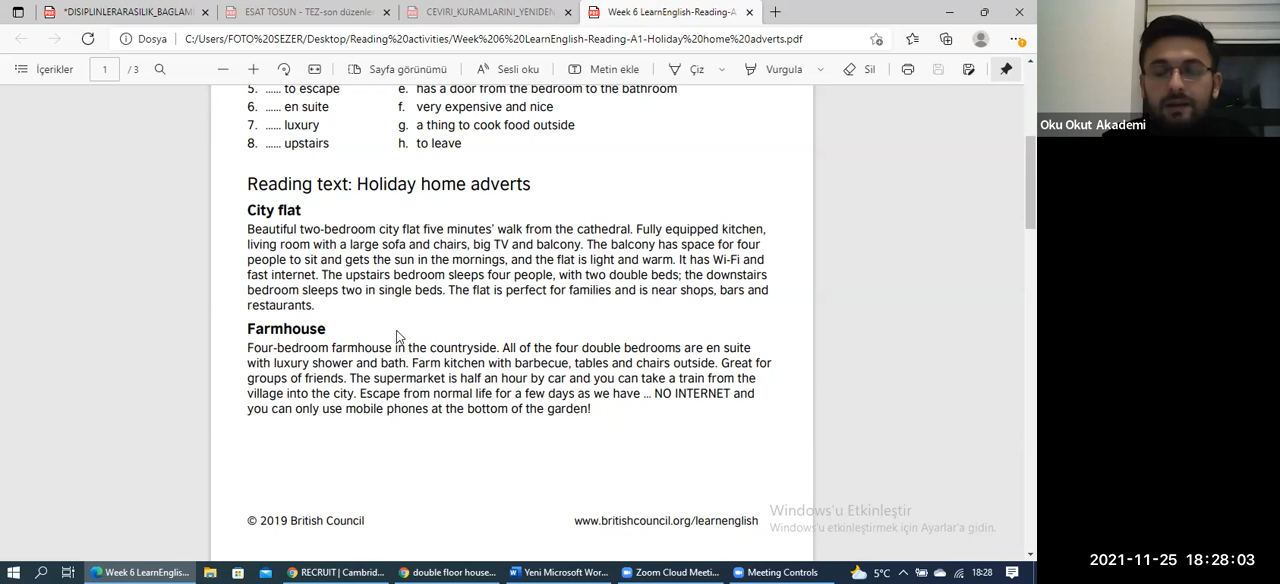 *DISIPLINLERARASILIK_BAGLAMI
ESAT TOSUN - TEZ-son düzenlem
CEVIRI_KURAMLARINI_YENIDEN
Week 6 LearnEnglish-Reading-A
Dosya
C:/Users/FOTO%20SEZER/Desktop/Reading%20activities/Week%206%20LearnEnglish-Reading-A1-Holiday%20home%20adverts.pdf
İçerikler
1 /3
Sayfa görünümü
Sesli oku
Metin ekle
Çiz
Vurgula
Sil
5. ...... to escape e. has a door from the bedroom to the bathroom
6. ...... en suite f. very expensive and nice
7. ...... luxury g. a thing to cook food outside
8. ...... upstairs h. to leave
Reading text: Holiday home adverts
City flat
Beautiful two-bedroom city flat five minutes' walk from the cathedral. Fully equipped kitchen,
living room with a large sofa and chairs, big TV and balcony. The balcony has space for four
people to sit and gets the sun in the mornings, and the flat is light and warm. It has Wi-Fi and
fast internet. The upstairs bedroom sleeps four people, with two double beds; the downstairs
bedroom sleeps two in single beds. The flat is perfect for families and is near shops, bars and
restaurants.
Farmhouse
Four-bedroom farmhouse in the countryside. All of the four double bedrooms are en suite
with luxury shower and bath. Farm kitchen with barbecue, tables and chairs outside. Great for
groups of friends. The supermarket is half an hour by car and you can take a train from the
village into the city. Escape from normal life for a few days as we have ... NO INTERNET and
you can only use mobile phones at the bottom of the garden!
© 2019 British Council
www.britishcouncil.org/learnenglish
Windows'u Etkinleştir
Windows'u etkinleştirmek için Ayarlar'a gidin.
Oku Okut Akademi
2021-11-25 18:28:03
Week 6 LearnEnglis...
RECRUIT | Cambrid...
double floor house...
Yeni Microsoft Wor...
Zoom Cloud Meeti...
Meeting Controls
5°C
18:28